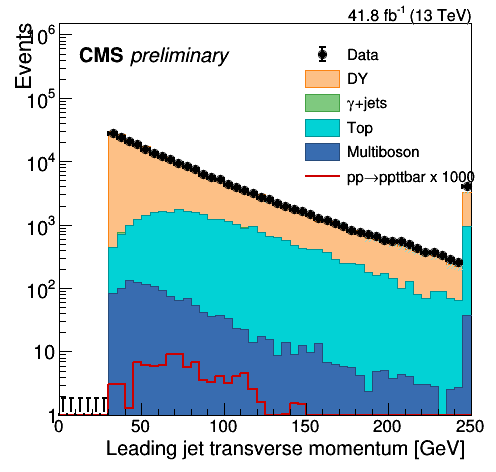 41.8 fb⁻¹ (13 TeV)
Events
CMS preliminary
Data
DY
γ+jets
Top
Multiboson
pp→ppttbar x 1000
10⁶
10⁵
10⁴
10³
10²
10
1
0 50 100 150 200 250
Leading jet transverse momentum [GeV]